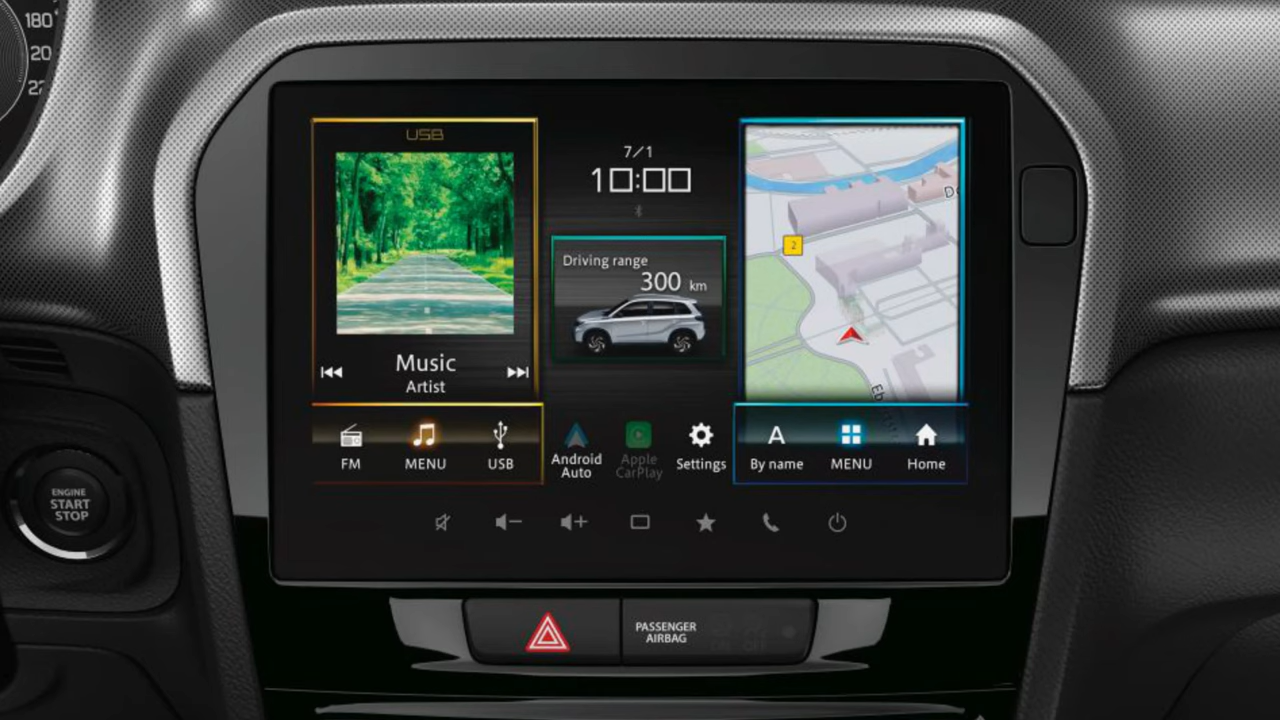 180
20
USB
7/1
10:00
Driving range
300 km
2
Music
Artist
FM
MENU
USB
Android
Auto
Apple
CarPlay
Settings
A
By name
MENU
Home
ENGINE
START
STOP
PASSENGER
AIRBAG